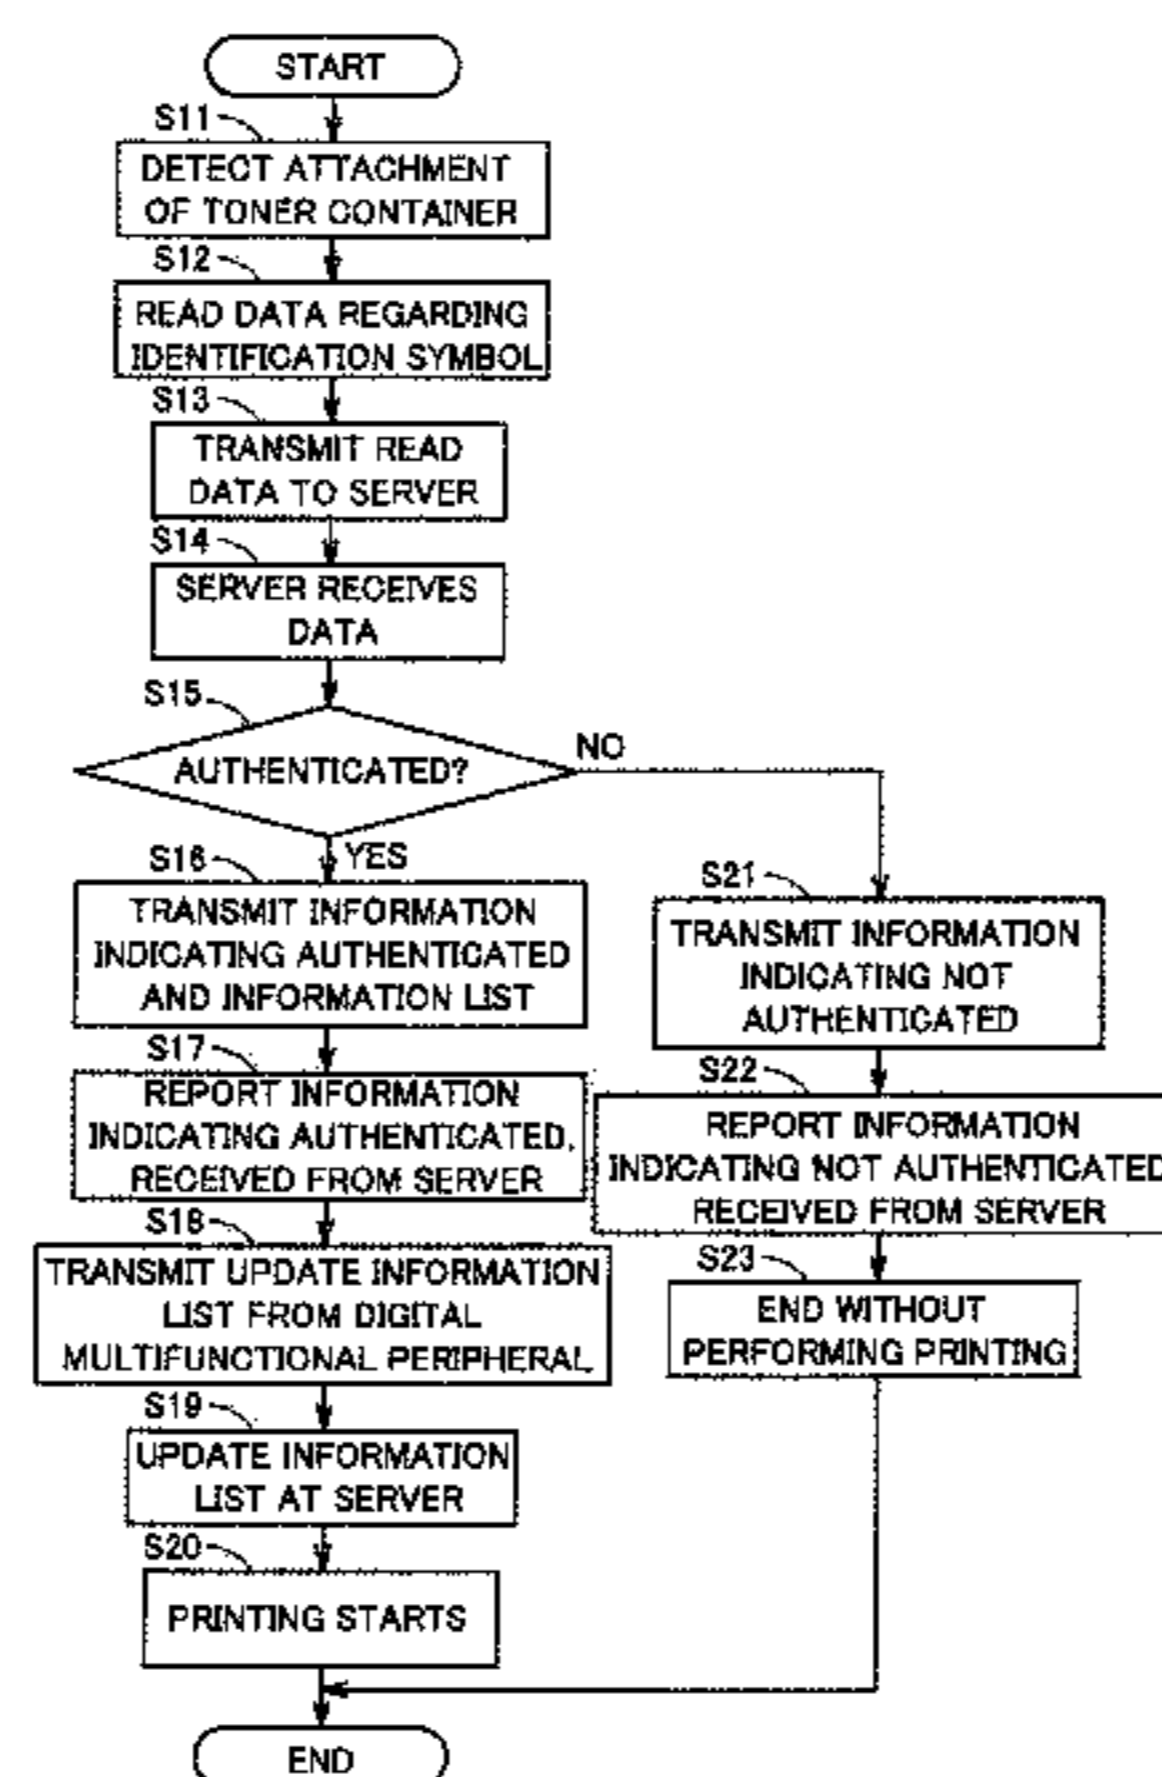 START
S11
DETECT ATTACHMENT
OF TONER CONTAINER
S12
READ DATA REGARDING
IDENTIFICATION SYMBOL
S13
TRANSMIT READ
DATA TO SERVER
S14
SERVER RECEIVES
DATA
S15
AUTHENTICATED?
NO
YES
S16
TRANSMIT INFORMATION
INDICATING AUTHENTICATED
AND INFORMATION LIST
S17
REPORT INFORMATION
INDICATING AUTHENTICATED,
RECEIVED FROM SERVER
S18
TRANSMIT UPDATE INFORMATION
LIST FROM DIGITAL
MULTIFUNCTIONAL PERIPHERAL
S19
UPDATE INFORMATION
LIST AT SERVER
S20
PRINTING STARTS
S21
TRANSMIT INFORMATION
INDICATING NOT
AUTHENTICATED
S22
REPORT INFORMATION
INDICATING NOT AUTHENTICATED
RECEIVED FROM SERVER
S23
END WITHOUT
PERFORMING PRINTING
END